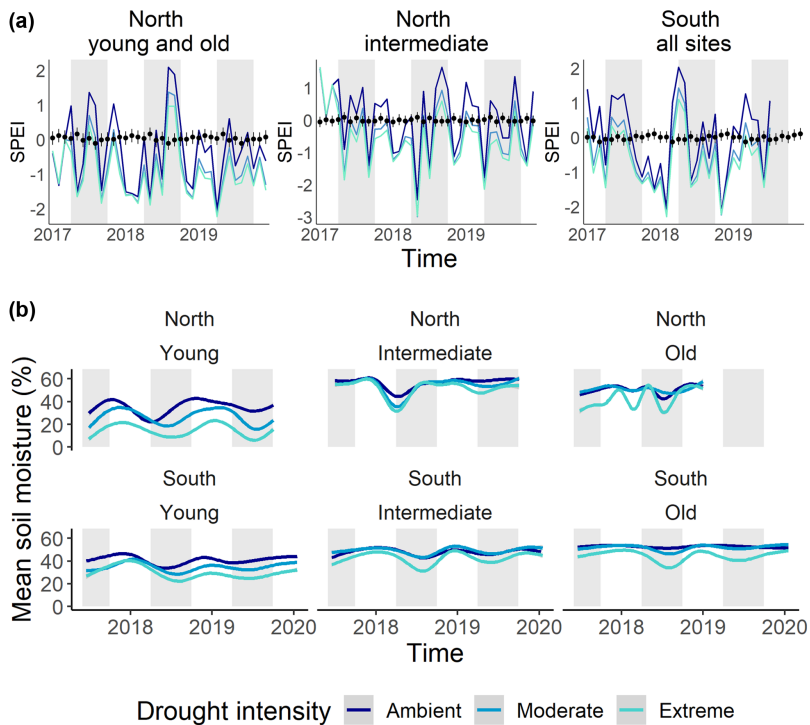 (a)
North
young and old
North
intermediate
South
all sites
SPEI
2
1
0
-1
-2
2017
2018
2019
SPEI
1
0
-1
-2
-3
2017
2018
2019
SPEI
2
1
0
-1
-2
2017
2018
2019
Time
(b)
Mean soil moisture (%)
North
Young
North
Intermediate
North
Old
60
40
20
0
South
Young
South
Intermediate
South
Old
60
40
20
0
2018
2019
2020
2018
2019
2020
2018
2019
2020
Time
Drought intensity
Ambient
Moderate
Extreme